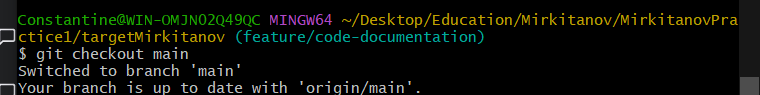 Constantine@WIN-OMJNO2Q49QC MINGW64 ~/Desktop/Education/Mirkitanov/MirkitanovPra
ctice1/targetMirkitanov (feature/code-documentation)
$ git checkout main
Switched to branch 'main'
Your branch is up to date with 'origin/main'.